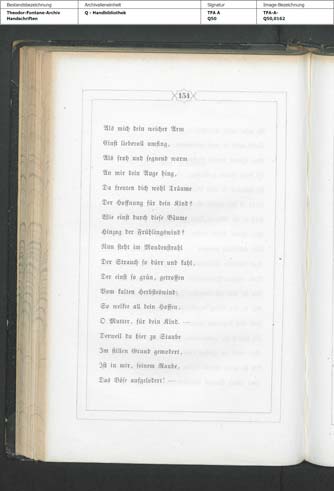 Bestandsbezeichnung
Theodor-Fontane-Archiv
Handschriften
Archivalieneinheit
Q - Handbibliothek
Signatur
TFA A
Q50
Image-Bezeichnung
TFA-A-
Q50,0162
154
Als mich dein weicher Arm
Einst liebevoll umfing,
Als froh und segnend warm
An mir dein Auge hing,
Da freuten dich wohl Träume
Der Hoffnung für dein Kind!
Wie einst durch diese Bäume
Hinzog der Frühlingswind!
Nun steht im Mondenstrahl
Der Strauch so dürr und kahl,
Der einst so grün, getroffen
Vom kalten Herbsteswind;
So welkte all dein Hoffen,
O Mutter, für dein Kind. —
Derweil du hier zu Staube
Im stillen Grund gemodert,
Ist in mir, seinem Raube,
Das Böse aufgelodert! —